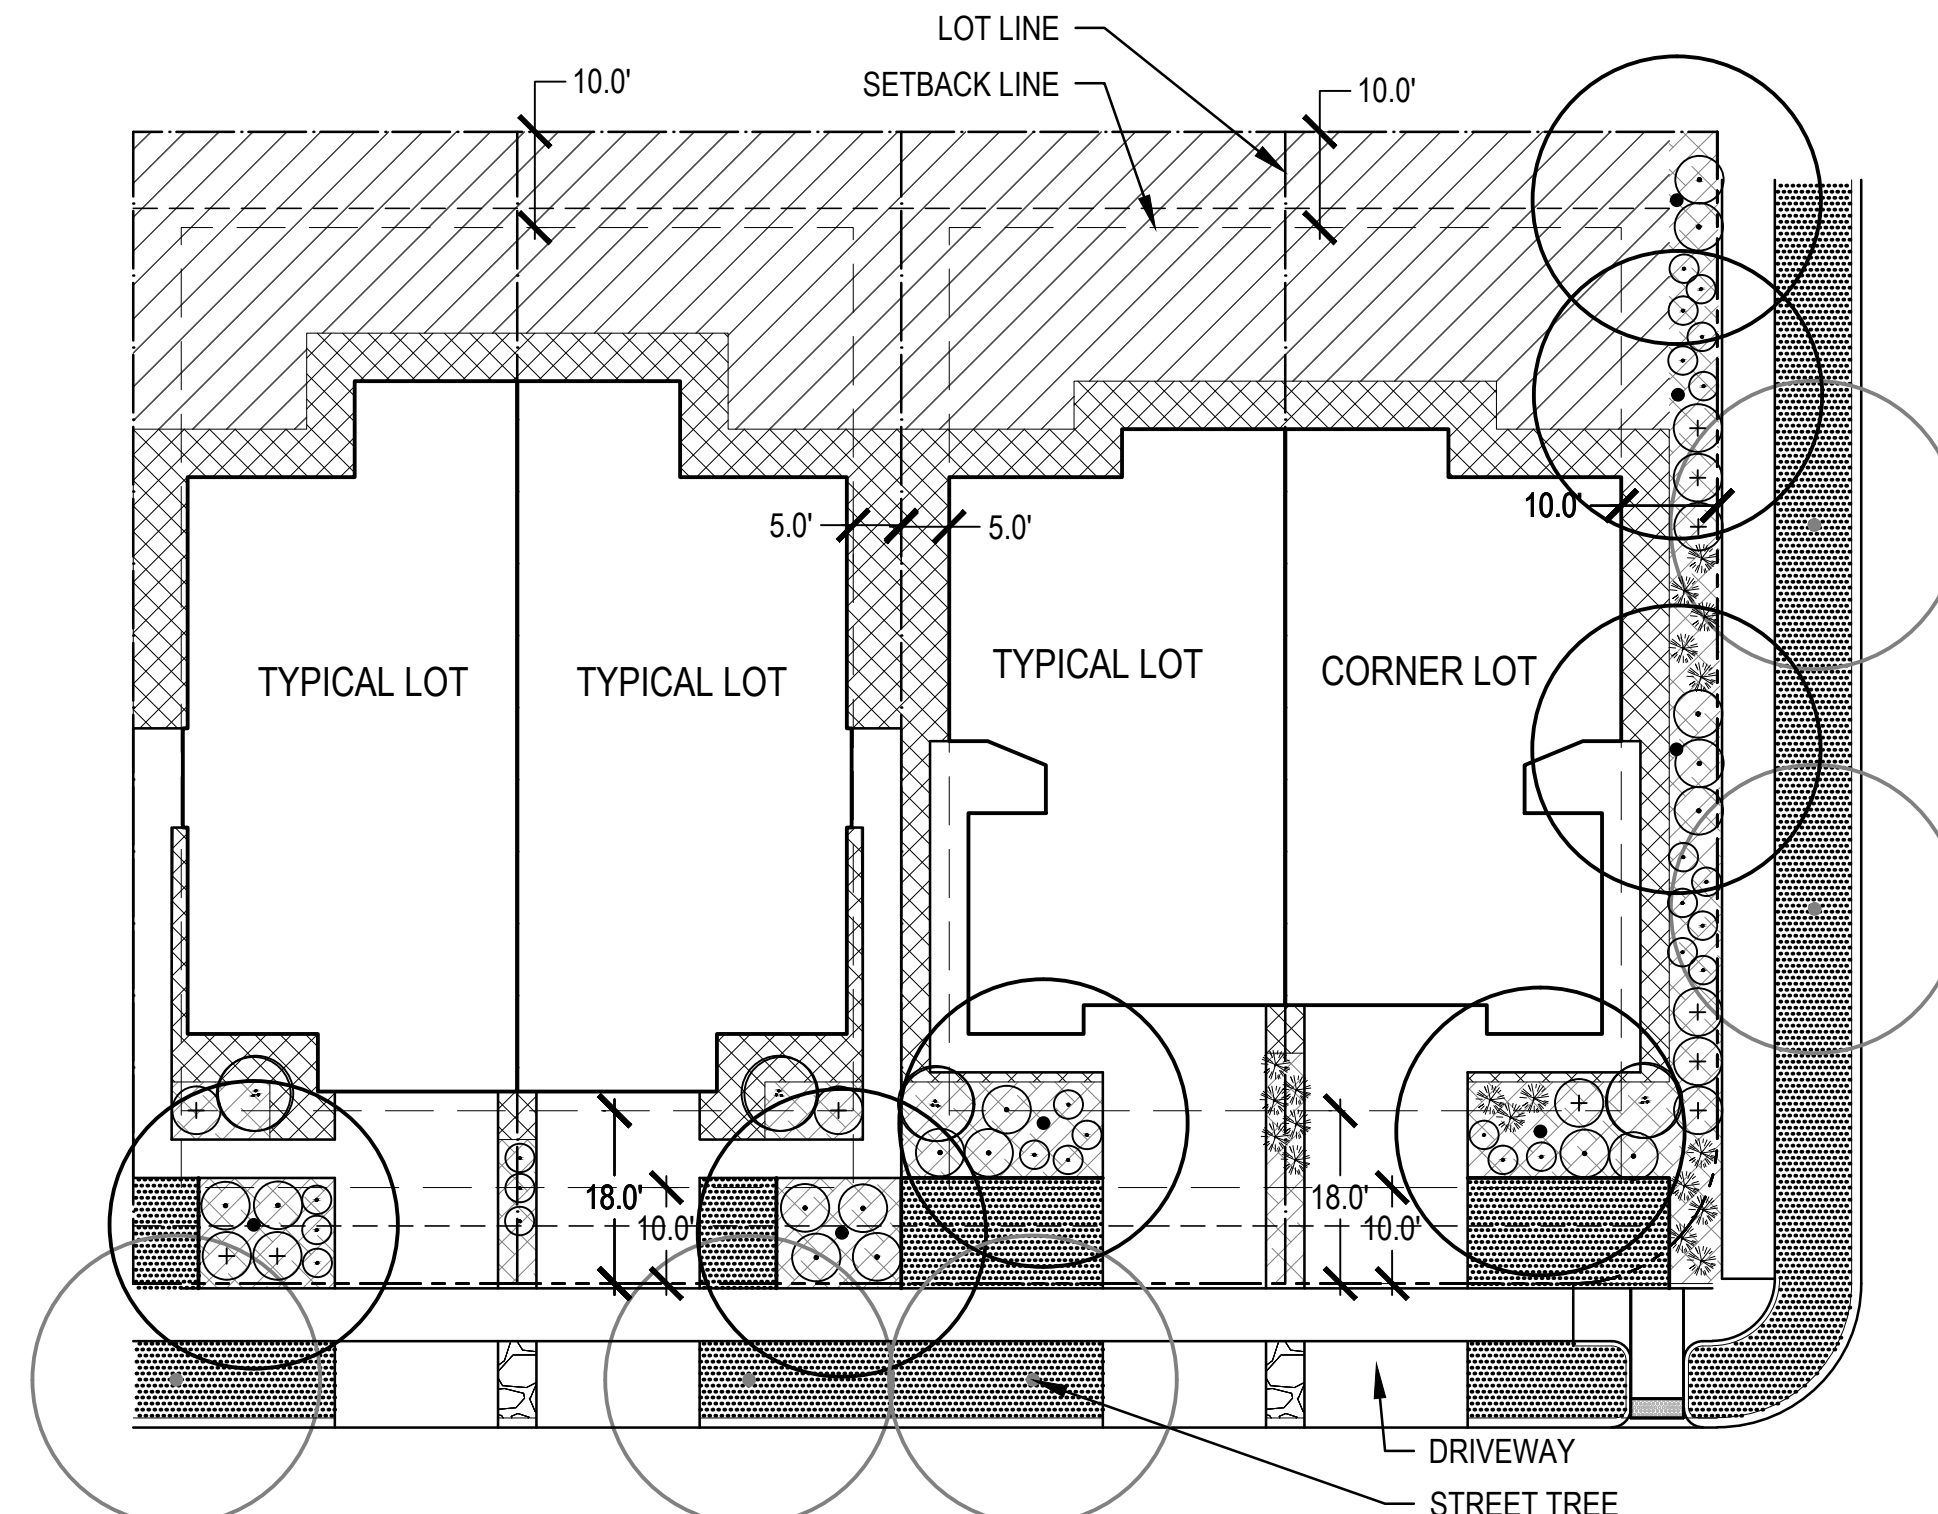 LOT LINE
SETBACK LINE
10.0'
10.0'
10.0'
5.0'
5.0'
TYPICAL LOT
TYPICAL LOT
TYPICAL LOT
CORNER LOT
18.0'
10.0'
18.0'
10.0'
DRIVEWAY
STREET TREE